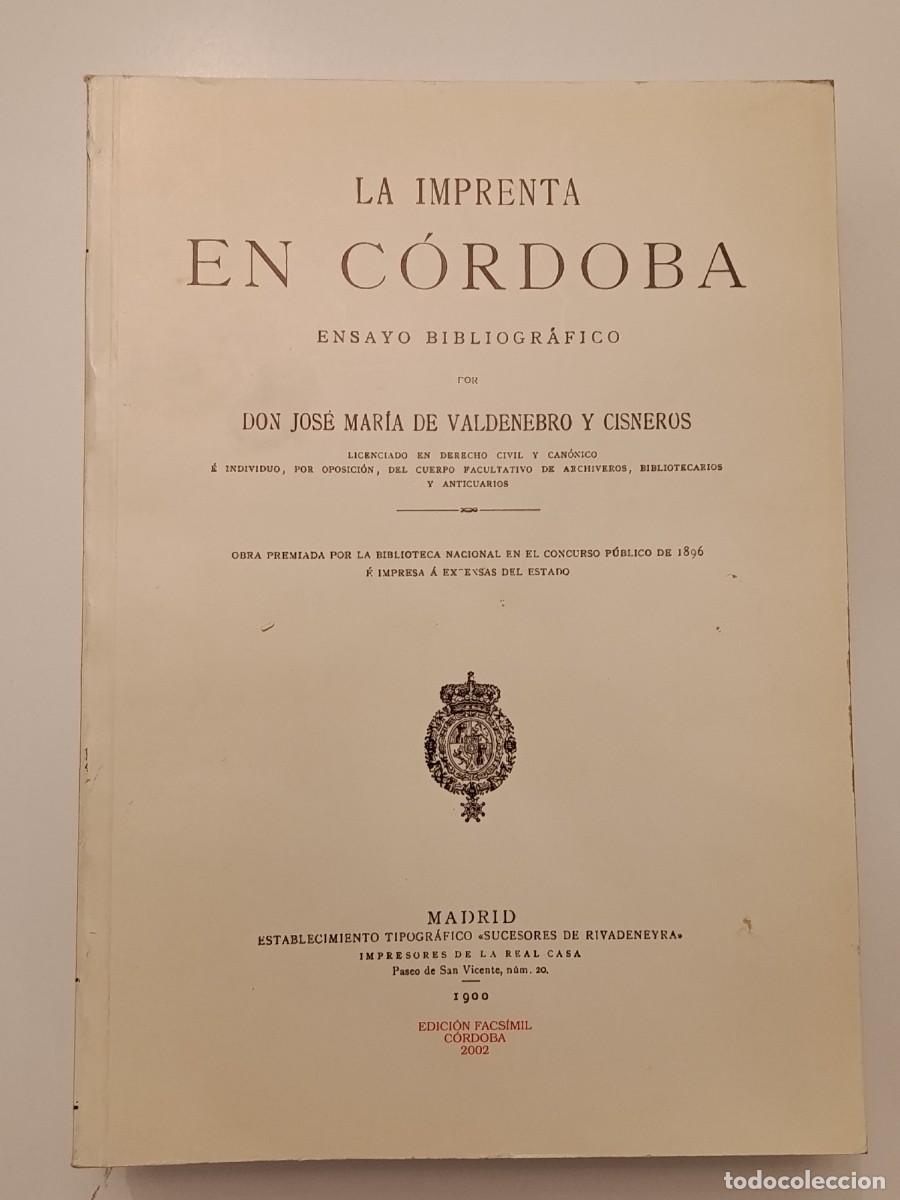 LA IMPRENTA
EN CÓRDOBA
ENSAYO BIBLIOGRÁFICO
POR
DON JOSÉ MARÍA DE VALDENEBRO Y CISNEROS
LICENCIADO EN DERECHO CIVIL Y CANÓNICO
É INDIVIDUO, POR OPOSICIÓN, DEL CUERPO FACULTATIVO DE ARCHIVEROS, BIBLIOTECARIOS
Y ANTICUARIOS
OBRA PREMIADA POR LA BIBLIOTECA NACIONAL EN EL CONCURSO PÚBLICO DE 1896
É IMPRESA Á EXPENSAS DEL ESTADO
MADRID
ESTABLECIMIENTO TIPOGRÁFICO «SUCESORES DE RIVADENEYRA»
IMPRESORES DE LA REAL CASA
Paseo de San Vicente, núm. 20.
1900
EDICIÓN FACSÍMIL
CÓRDOBA
2002
todocoleccion